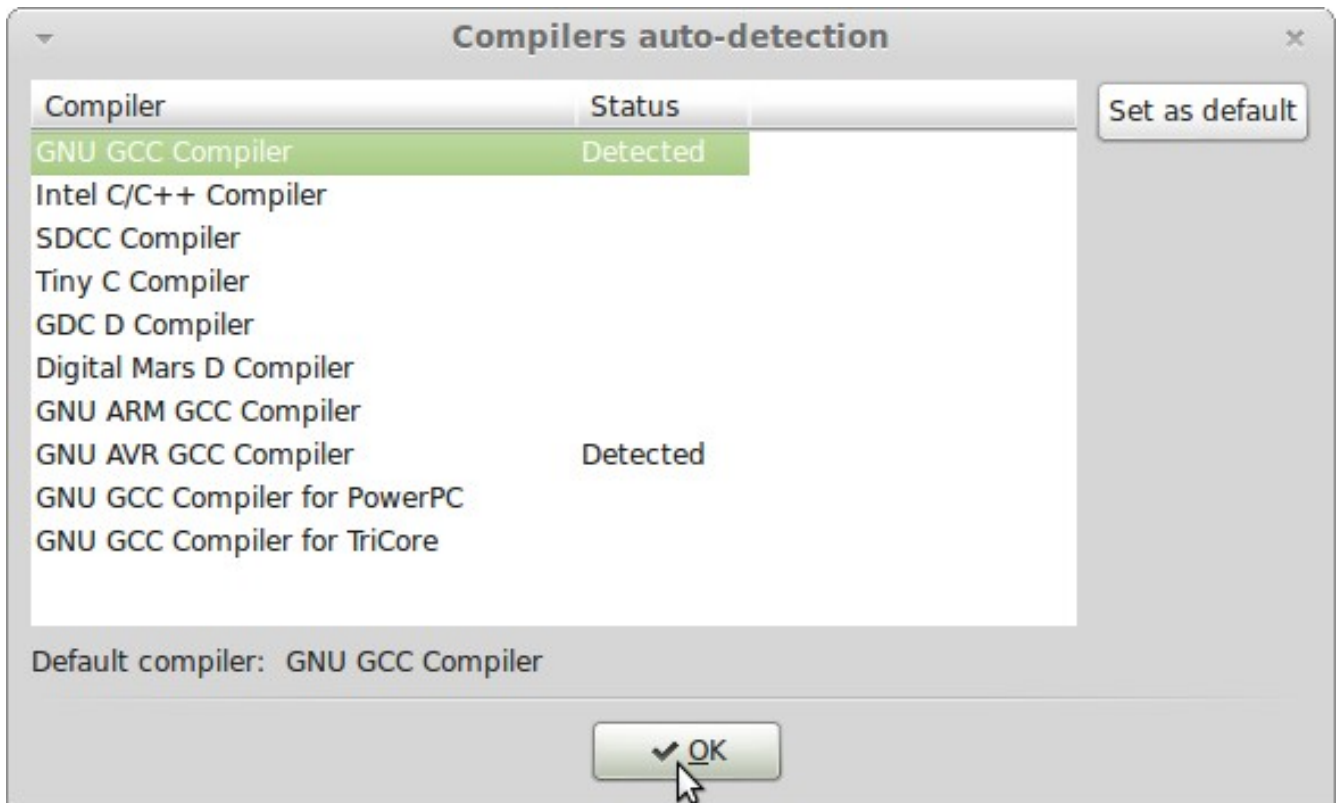 Compilers auto-detection
Compiler Status
Set as default
GNU GCC Compiler Detected
Intel C/C++ Compiler
SDCC Compiler
Tiny C Compiler
GDC D Compiler
Digital Mars D Compiler
GNU ARM GCC Compiler
GNU AVR GCC Compiler Detected
GNU GCC Compiler for PowerPC
GNU GCC Compiler for TriCore
Default compiler: GNU GCC Compiler
OK